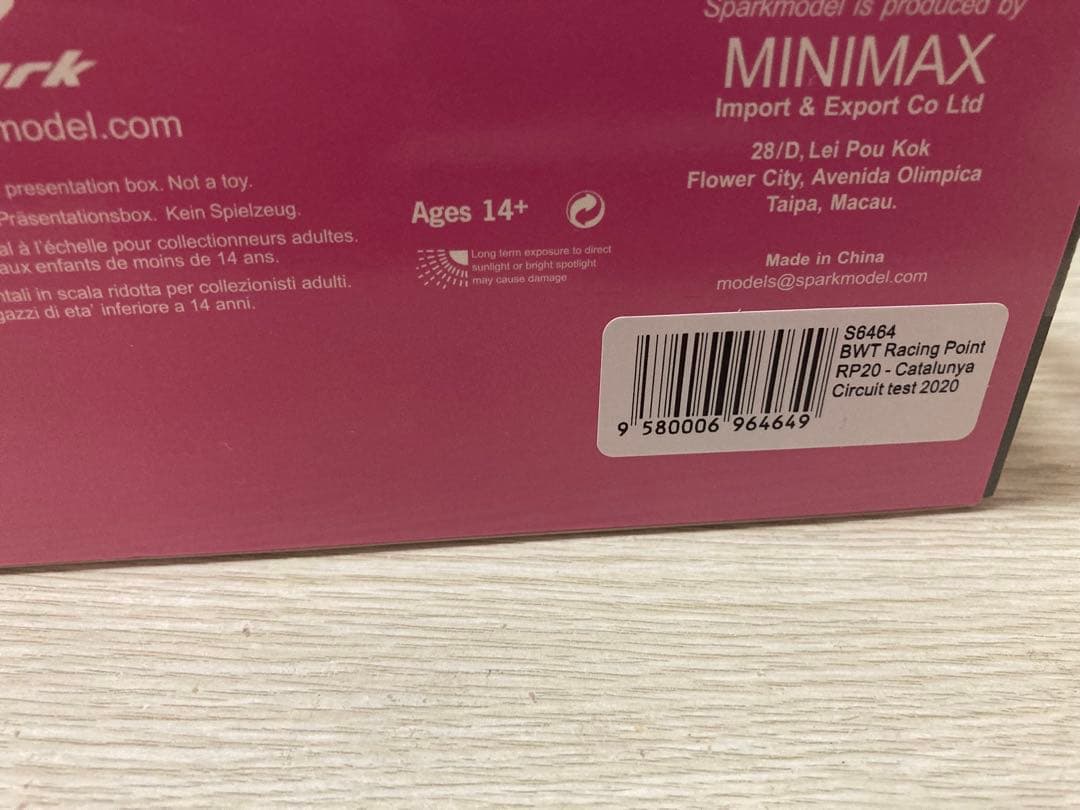 Sparkmodel is produced by
MINIMAX
Import & Export Co Ltd
28/D, Lei Pou Kok
Flower City, Avenida Olimpica
Taipa, Macau.
Made in China
models@sparkmodel.com
ark
model.com
presentation box. Not a toy.
Präsentationsbox. Kein Spielzeug.
al à l'échelle pour collectionneurs adultes.
aux enfants de moins de 14 ans.
ntali in scala ridotta per collezionisti adulti.
gazzi di eta' inferiore a 14 anni.
Ages 14+
Long term exposure to direct
sunlight or bright spotlight
may cause damage
S6464
BWT Racing Point
RP20 - Catalunya
Circuit test 2020
9 580006 964649